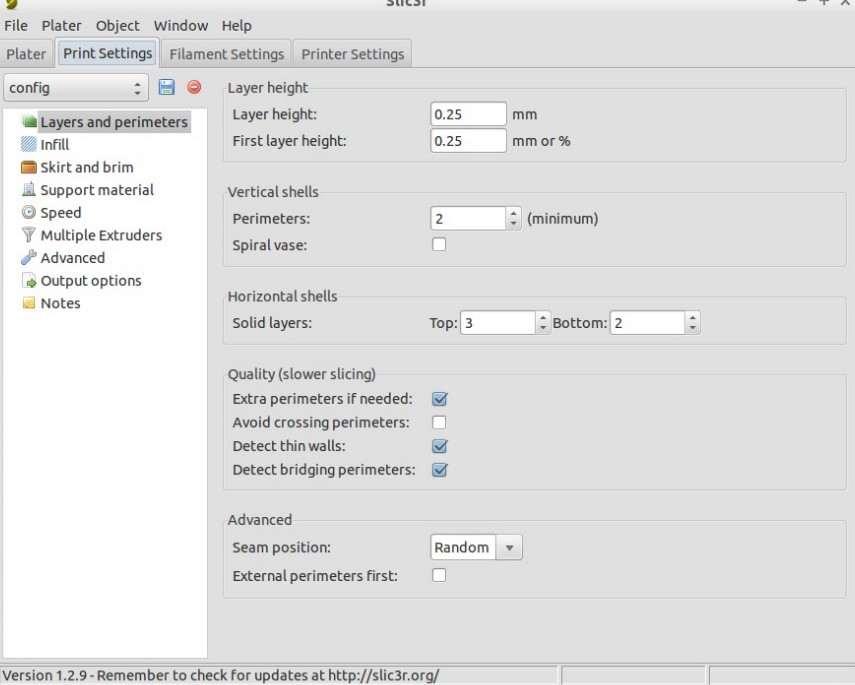 Slic3r
File Plater Object Window Help
Plater Print Settings Filament Settings Printer Settings
config
Layers and perimeters
Infill
Skirt and brim
Support material
Speed
Multiple Extruders
Advanced
Output options
Notes
Layer height
Layer height: 0.25 mm
First layer height: 0.25 mm or %
Vertical shells
Perimeters: 2 (minimum)
Spiral vase:
Horizontal shells
Solid layers: Top: 3 Bottom: 2
Quality (slower slicing)
Extra perimeters if needed:
Avoid crossing perimeters:
Detect thin walls:
Detect bridging perimeters:
Advanced
Seam position: Random
External perimeters first:
Version 1.2.9 - Remember to check for updates at http://slic3r.org/